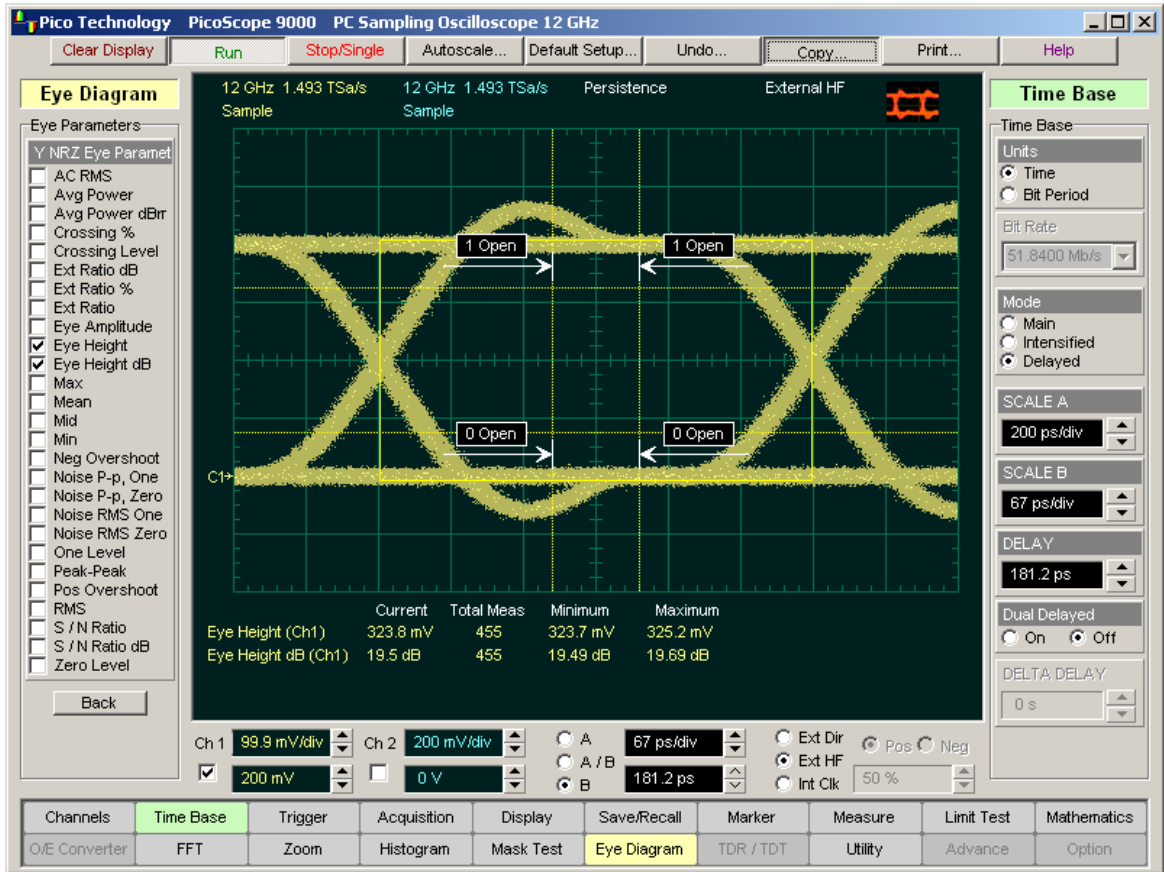 Pico Technology PicoScope 9000 PC Sampling Oscilloscope 12 GHz
Clear Display Run Stop/Single Autoscale... Default Setup... Undo... Copy... Print... Help
Eye Diagram
Eye Parameters
Y NRZ Eye Paramet
AC RMS
Avg Power
Avg Power dBm
Crossing %
Crossing Level
Ext Ratio dB
Ext Ratio %
Ext Ratio
Eye Amplitude
Eye Height
Eye Height dB
Max
Mean
Mid
Min
Neg Overshoot
Noise P-p, One
Noise P-p, Zero
Noise RMS One
Noise RMS Zero
One Level
Peak-Peak
Pos Overshoot
RMS
S / N Ratio
S / N Ratio dB
Zero Level
Back
12 GHz 1.493 TSa/s 12 GHz 1.493 TSa/s Persistence External HF
Sample Sample
1 Open 1 Open
0 Open 0 Open
C1
Current Total Meas Minimum Maximum
Eye Height (Ch1) 323.8 mV 455 323.7 mV 325.2 mV
Eye Height dB (Ch1) 19.5 dB 455 19.49 dB 19.69 dB
Time Base
Time Base
Units
Time
Bit Period
Bit Rate
51.8400 Mb/s
Mode
Main
Intensified
Delayed
SCALE A
200 ps/div
SCALE B
67 ps/div
DELAY
181.2 ps
Dual Delayed
On Off
DELTA DELAY
0 s
Ch 1 99.9 mV/div Ch 2 200 mV/div A 67 ps/div Ext Dir Pos Neg
A / B Ext HF
200 mV 0 V B 181.2 ps Int Clk 50 %
Channels Time Base Trigger Acquisition Display Save/Recall Marker Measure Limit Test Mathematics
O/E Converter FFT Zoom Histogram Mask Test Eye Diagram TDR / TDT Utility Advance Option